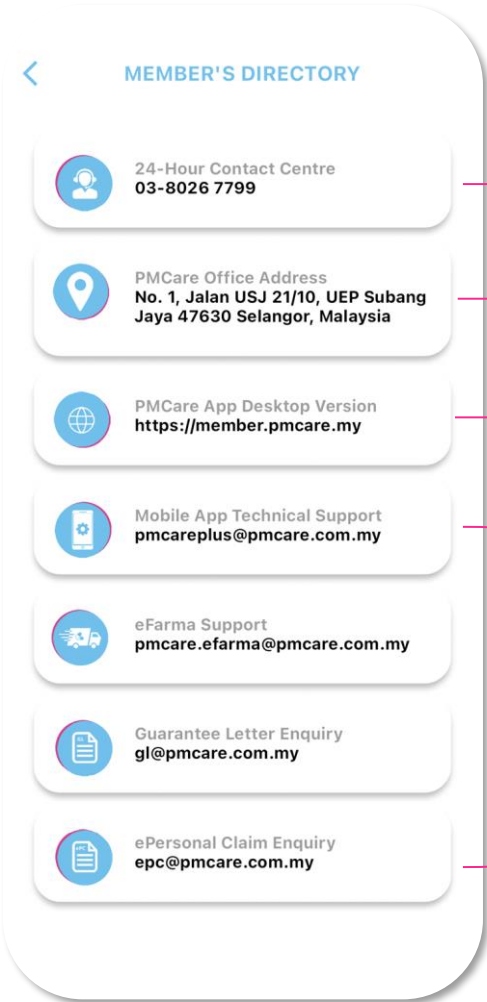 MEMBER'S DIRECTORY
24-Hour Contact Centre
03-8026 7799
PMCare Office Address
No. 1, Jalan USJ 21/10, UEP Subang
Jaya 47630 Selangor, Malaysia
PMCare App Desktop Version
https://member.pmcare.my
Mobile App Technical Support
pmcareplus@pmcare.com.my
eFarma Support
pmcare.efarma@pmcare.com.my
GL
Guarantee Letter Enquiry
gl@pmcare.com.my
EPC
ePersonal Claim Enquiry
epc@pmcare.com.my